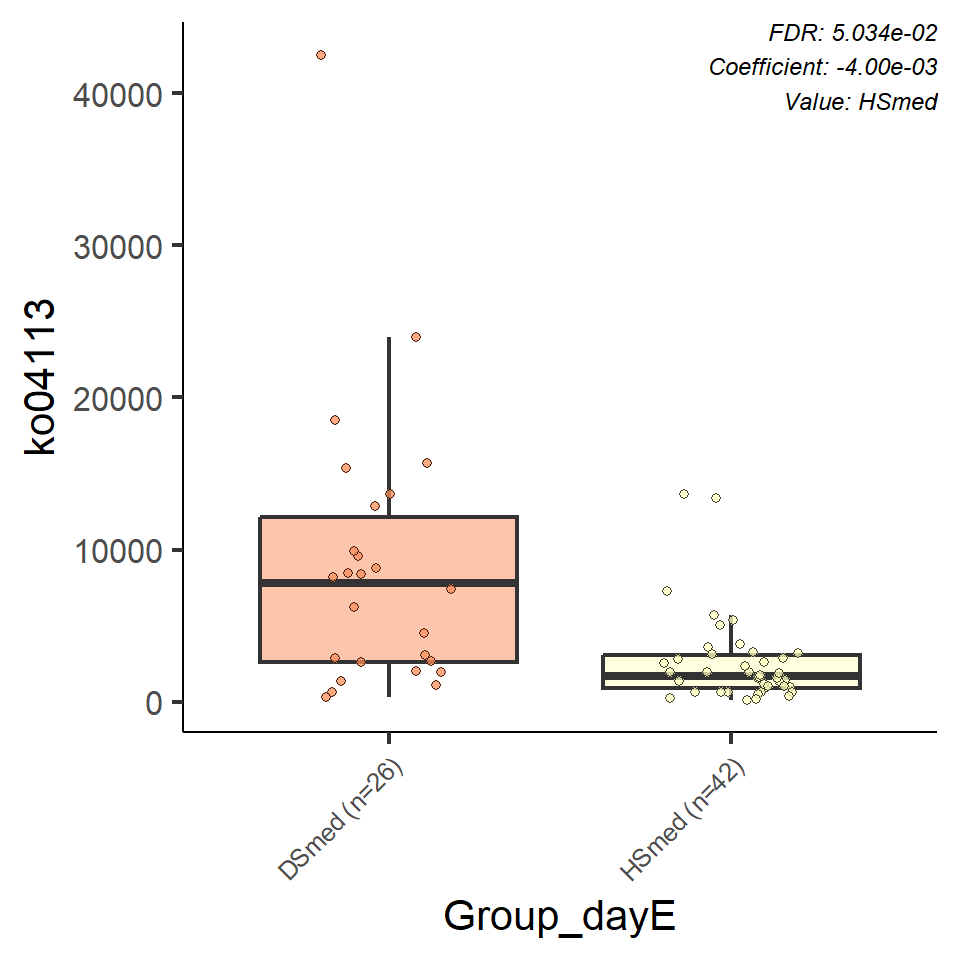 FDR: 5.034e-02
Coefficient: -4.00e-03
Value: HSmed
40000
30000
20000
10000
0
ko04113
DSmed (n=26)
HSmed (n=42)
Group_dayE